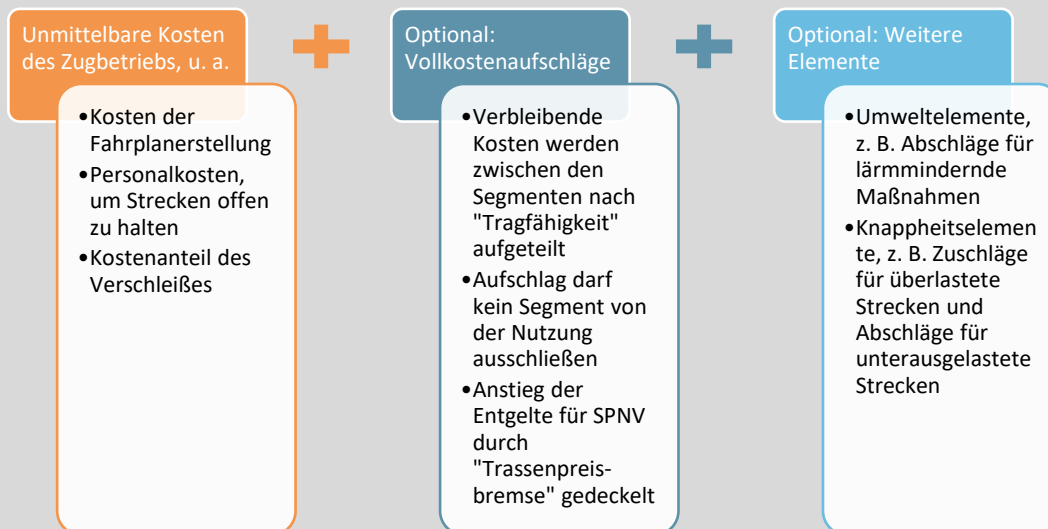 Unmittelbare Kosten
des Zugbetriebs, u. a.
•Kosten der
Fahrplanerstellung
•Personalkosten,
um Strecken offen
zu halten
•Kostenanteil des
Verschleißes
Optional:
Vollkostenaufschläge
•Verbleibende
Kosten werden
zwischen den
Segmenten nach
"Tragfähigkeit"
aufgeteilt
•Aufschlag darf
kein Segment von
der Nutzung
ausschließen
•Anstieg der
Entgelte für SPNV
durch
"Trassenpreis-
bremse" gedeckelt
Optional: Weitere
Elemente
•Umweltelemente,
z. B. Abschläge für
lärmmindernde
Maßnahmen
•Knappheitselemen
te, z. B. Zuschläge
für überlastete
Strecken und
Abschläge für
unterausgelastete
Strecken